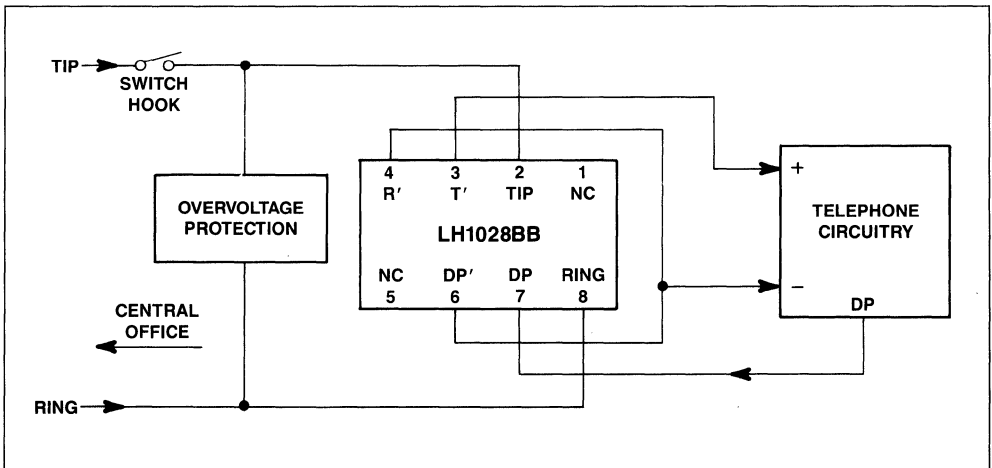 TIP
SWITCH
HOOK
4 3 2 1
R′ T′ TIP NC
+
OVERVOLTAGE
PROTECTION
TELEPHONE
CIRCUITRY
LH1028BB
NC DP′ DP RING
5 6 7 8
–
DP
CENTRAL
OFFICE
RING